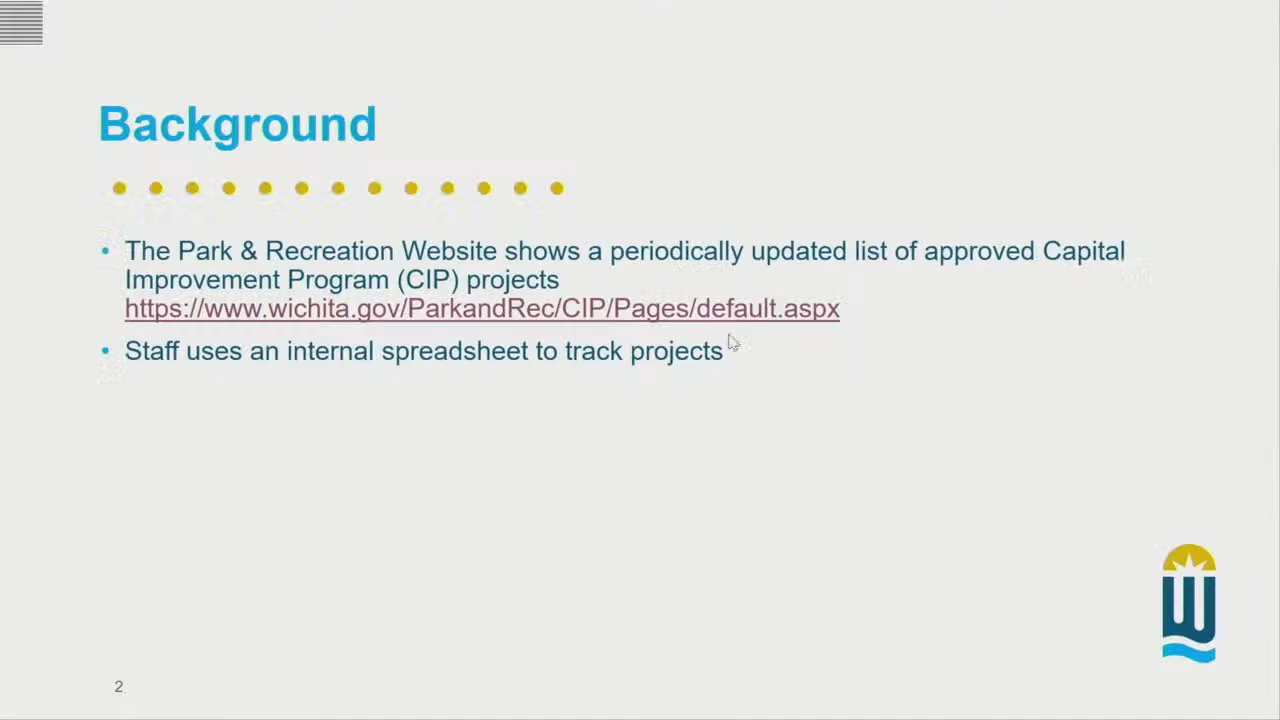 Background
• The Park & Recreation Website shows a periodically updated list of approved Capital
Improvement Program (CIP) projects
https://www.wichita.gov/ParkandRec/CIP/Pages/default.aspx
• Staff uses an internal spreadsheet to track projects
W
2